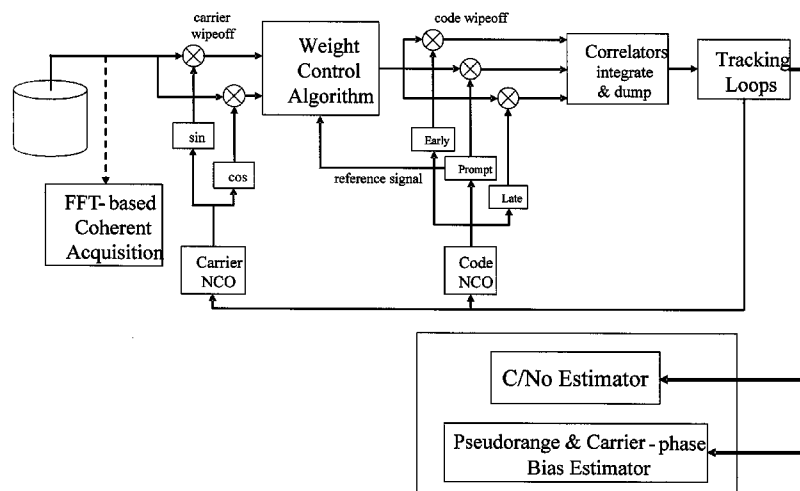 carrier
wipeoff
code wipeoff
Weight
Control
Algorithm
Correlators
integrate
& dump
Tracking
Loops
sin
cos
Early
Prompt
Late
reference signal
FFT-based
Coherent
Acquisition
Carrier
NCO
Code
NCO
C/No Estimator
Pseudorange & Carrier-phase
Bias Estimator